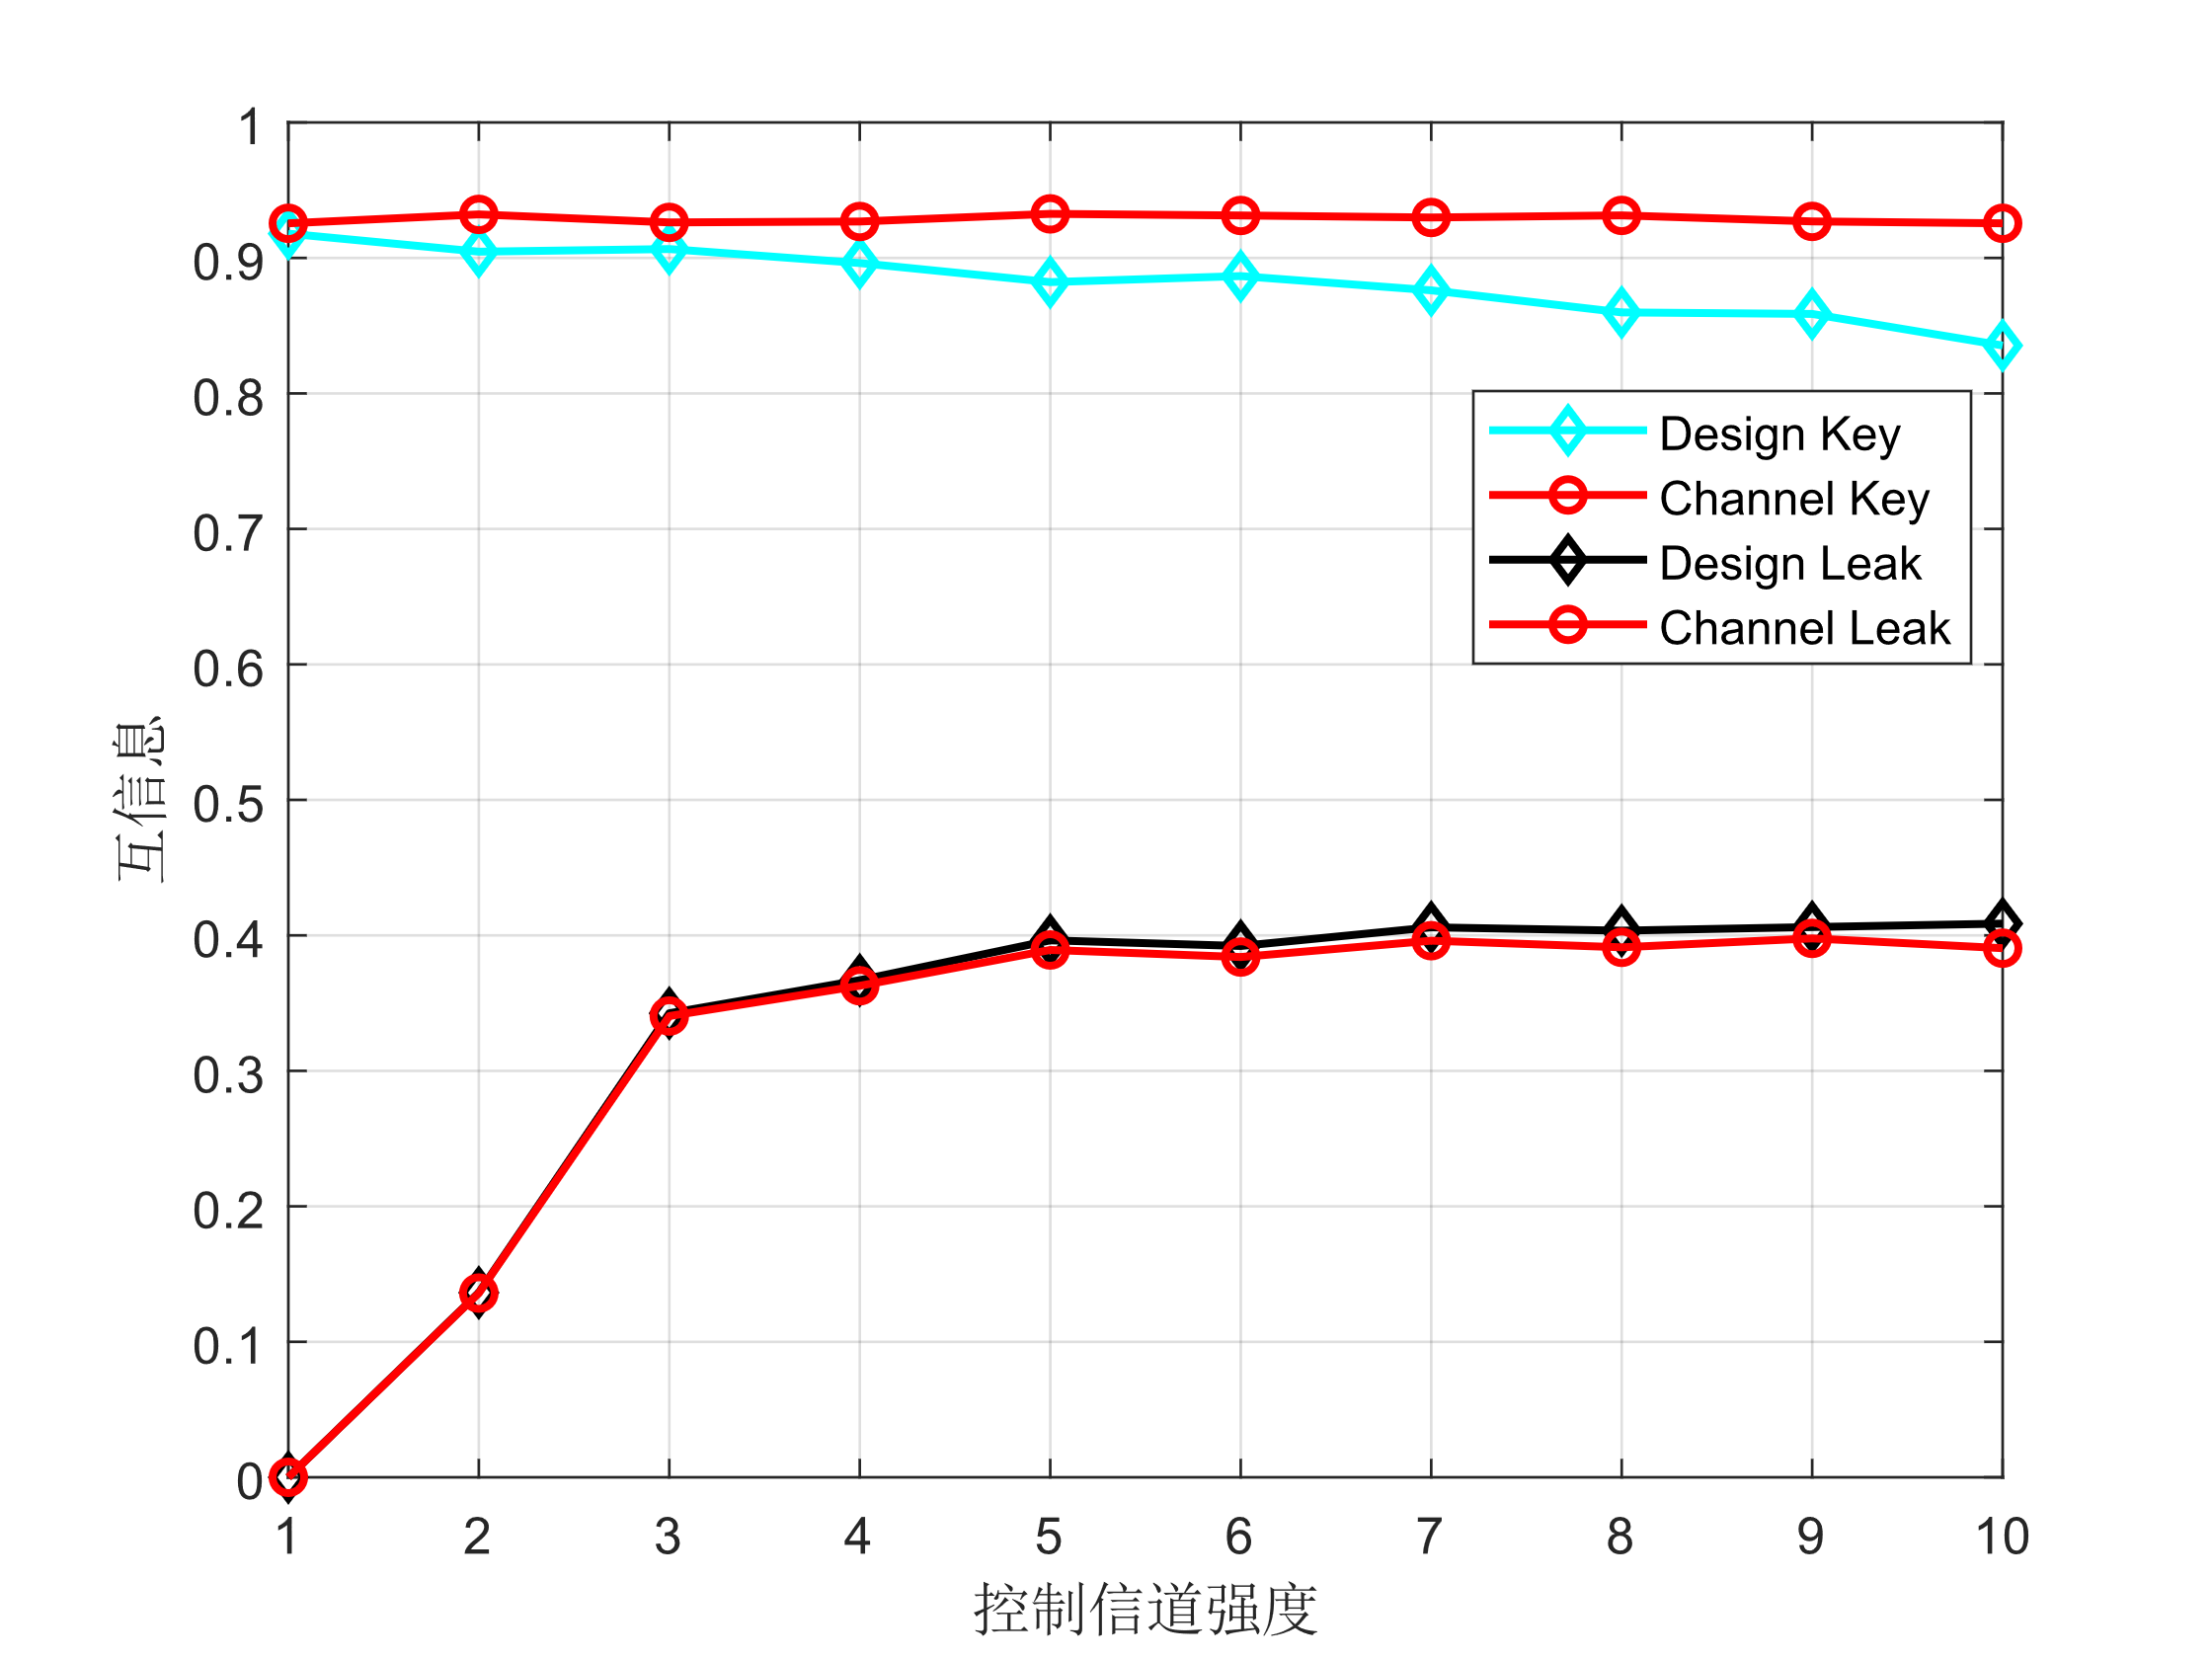 1
0.9
0.8
0.7
0.6
0.5
0.4
0.3
0.2
0.1
0
互信息
Design Key
Channel Key
Design Leak
Channel Leak
1 2 3 4 5 6 7 8 9 10
控制信道强度